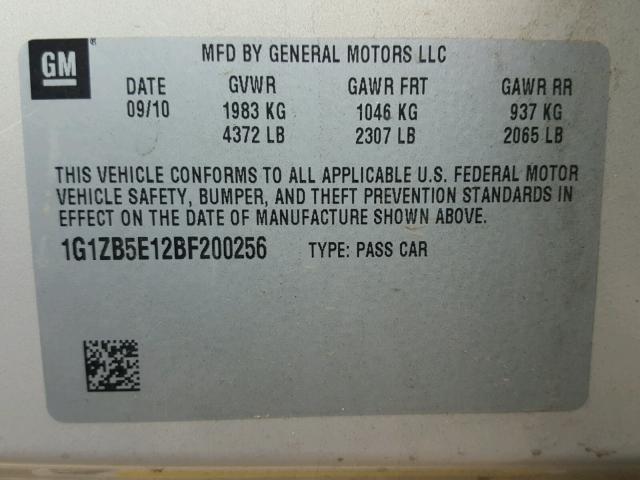 GM ®
MFD BY GENERAL MOTORS LLC
DATE GVWR GAWR FRT GAWR RR
09/10 1983 KG 1046 KG 937 KG
4372 LB 2307 LB 2065 LB
THIS VEHICLE CONFORMS TO ALL APPLICABLE U.S. FEDERAL MOTOR
VEHICLE SAFETY, BUMPER, AND THEFT PREVENTION STANDARDS IN
EFFECT ON THE DATE OF MANUFACTURE SHOWN ABOVE.
1G1ZB5E12BF200256 TYPE: PASS CAR